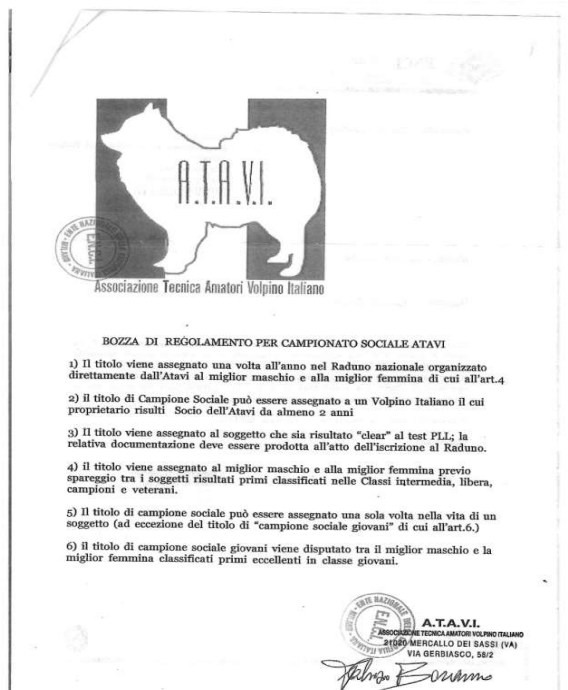 A.T.A.V.I.
Associazione Tecnica Amatori Volpino Italiano
BOZZA DI REGOLAMENTO PER CAMPIONATO SOCIALE ATAVI
1) Il titolo viene assegnato una volta all'anno nel Raduno nazionale organizzato
direttamente dall'Atavi al miglior maschio e alla miglior femmina di cui all'art.4
2) il titolo di Campione Sociale può essere assegnato a un Volpino Italiano il cui
proprietario risulti Socio dell'Atavi da almeno 2 anni
3) Il titolo viene assegnato al soggetto che sia risultato "clear" al test PLL; la
relativa documentazione deve essere prodotta all'atto dell'iscrizione al Raduno.
4) il titolo viene assegnato al miglior maschio e alla miglior femmina previo
spareggio tra i soggetti risultati primi classificati nelle Classi intermedia, libera,
campioni e veterani.
5) Il titolo di campione sociale può essere assegnato una sola volta nella vita di un
soggetto (ad eccezione del titolo di "campione sociale giovani" di cui all'art.6.)
6) il titolo di campione sociale giovani viene disputato tra il miglior maschio e la
miglior femmina classificati primi eccellenti in classe giovani.
A.T.A.V.I.
ASSOCIAZIONE TECNICA AMATORI VOLPINO ITALIANO
21020 MERCALLO DEI SASSI (VA)
VIA GERBIASCO, 58/2